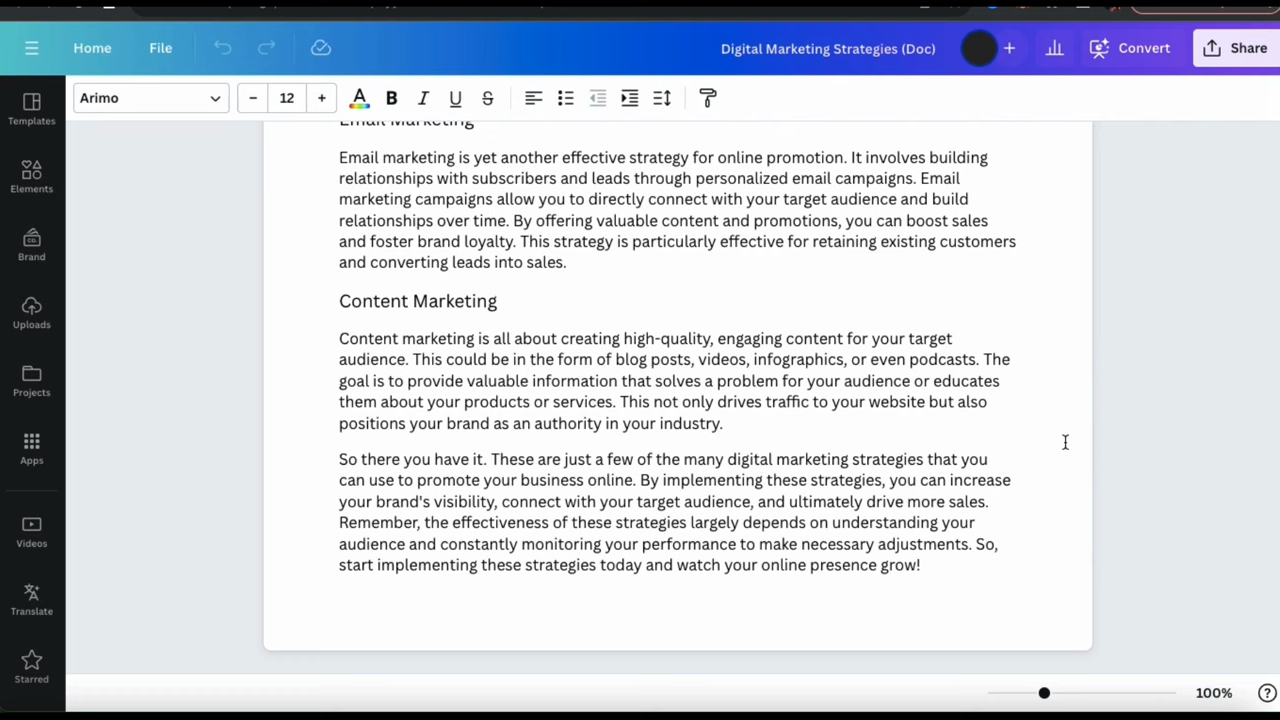 Home
File
Digital Marketing Strategies (Doc)
Convert
Share
Arimo
12
A
B
I
U
S
Templates
Elements
Brand
Uploads
Projects
Apps
Videos
Translate
Starred
Email Marketing
Email marketing is yet another effective strategy for online promotion. It involves building
relationships with subscribers and leads through personalized email campaigns. Email
marketing campaigns allow you to directly connect with your target audience and build
relationships over time. By offering valuable content and promotions, you can boost sales
and foster brand loyalty. This strategy is particularly effective for retaining existing customers
and converting leads into sales.
Content Marketing
Content marketing is all about creating high-quality, engaging content for your target
audience. This could be in the form of blog posts, videos, infographics, or even podcasts. The
goal is to provide valuable information that solves a problem for your audience or educates
them about your products or services. This not only drives traffic to your website but also
positions your brand as an authority in your industry.
So there you have it. These are just a few of the many digital marketing strategies that you
can use to promote your business online. By implementing these strategies, you can increase
your brand's visibility, connect with your target audience, and ultimately drive more sales.
Remember, the effectiveness of these strategies largely depends on understanding your
audience and constantly monitoring your performance to make necessary adjustments. So,
start implementing these strategies today and watch your online presence grow!
100%